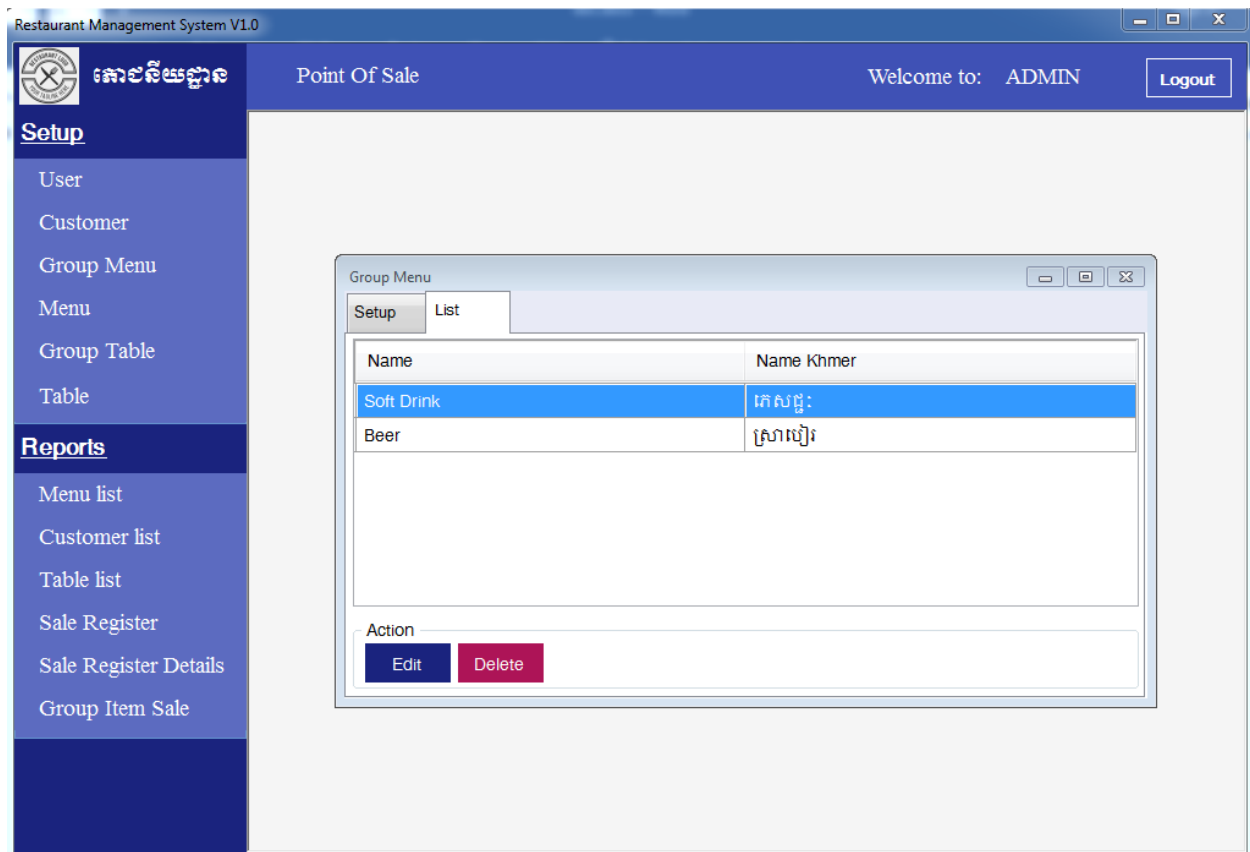 Restaurant Management System V1.0
ភោជនីយដ្ឋាន
Point Of Sale
Welcome to: ADMIN
Logout
Setup
User
Customer
Group Menu
Menu
Group Table
Table
Reports
Menu list
Customer list
Table list
Sale Register
Sale Register Details
Group Item Sale
Group Menu
Setup List
Name Name Khmer
Soft Drink ភេសជ្ជៈ
Beer ស្រាបៀរ
Action
Edit Delete